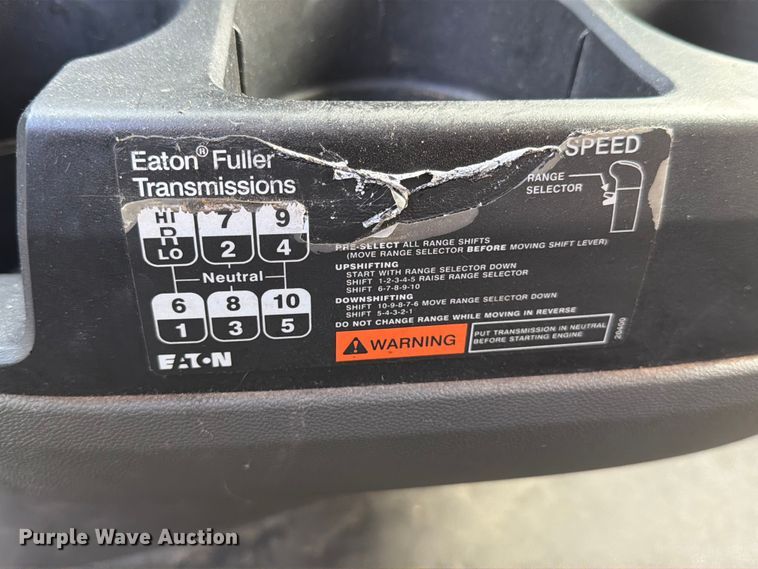 Eaton® Fuller
Transmissions
SPEED
RANGE
SELECTOR
HI 7 9
R 2 4
LO
Neutral
6 8 10
1 3 5
EATON
PRE-SELECT ALL RANGE SHIFTS
(MOVE RANGE SELECTOR BEFORE MOVING SHIFT LEVER)
UPSHIFTING
START WITH RANGE SELECTOR DOWN
SHIFT 1-2-3-4-5 RAISE RANGE SELECTOR
SHIFT 6-7-8-9-10
DOWNSHIFTING
SHIFT 10-9-8-7-6 MOVE RANGE SELECTOR DOWN
SHIFT 5-4-3-2-1
DO NOT CHANGE RANGE WHILE MOVING IN REVERSE
WARNING
PUT TRANSMISSION IN NEUTRAL
BEFORE STARTING ENGINE
20400
Purple Wave Auction®